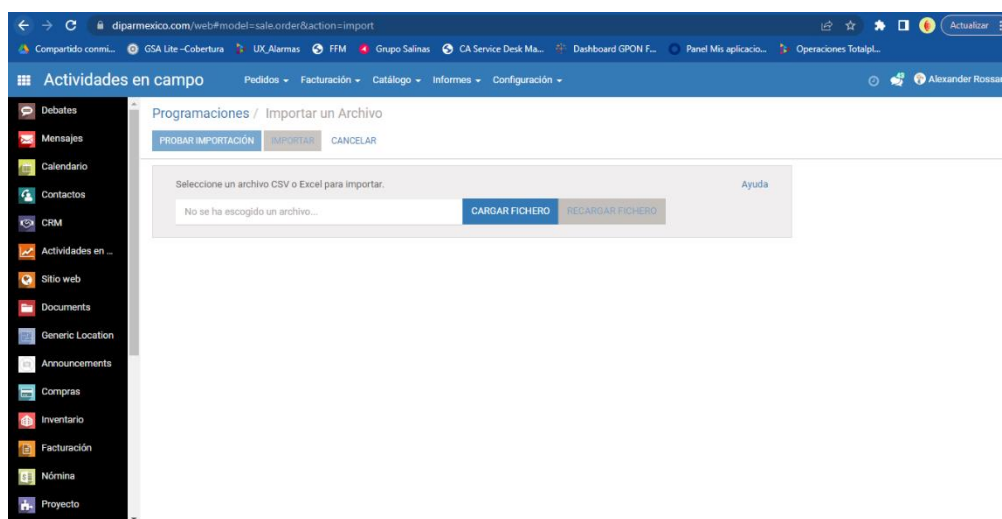 diparmexico.com/web#model=sale.order&action=import
Actualizar
Compartido conmi... GSA Lite -Cobertura UX_Alarmas FFM Grupo Salinas CA Service Desk Ma... Dashboard GPON F... Panel Mis aplicacio... Operaciones Totalpl...
Actividades en campo Pedidos Facturación Catálogo Informes Configuración Alexander Rossa
Debates
Mensajes
Calendario
Contactos
CRM
Actividades en ...
Sitio web
Documents
Generic Location
Announcements
Compras
Inventario
Facturación
Nómina
Proyecto
Programaciones / Importar un Archivo
PROBAR IMPORTACIÓN IMPORTAR CANCELAR
Seleccione un archivo CSV o Excel para importar. Ayuda
No se ha escogido un archivo... CARGAR FICHERO RECARGAR FICHERO